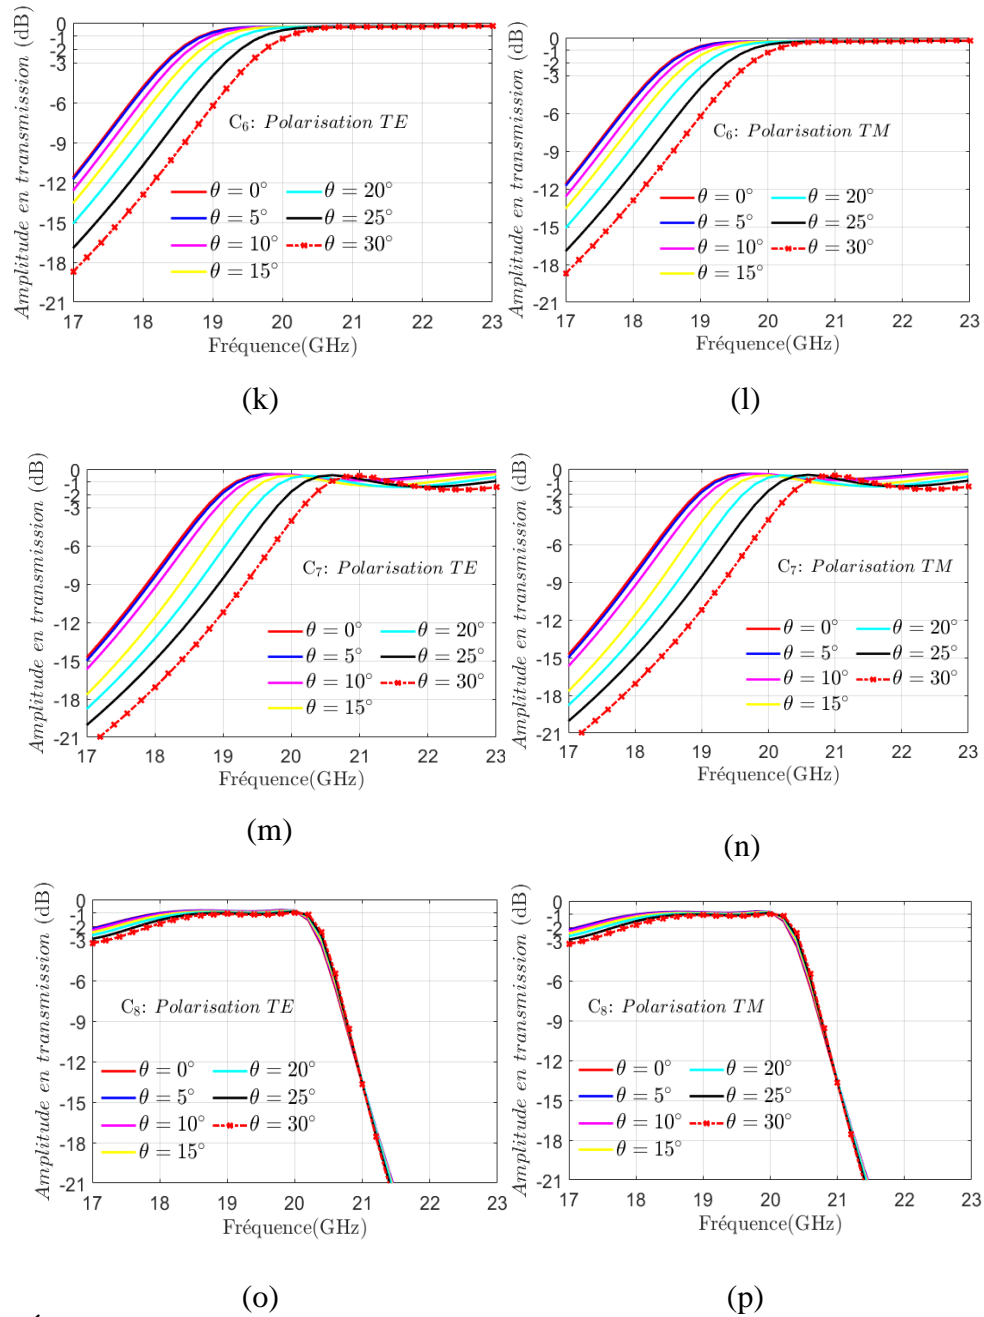 Amplitude en transmission (dB)
0
-1
-2
-3
-6
-9
-12
-15
-18
-21
C6: Polarisation TE
θ = 0° θ = 20°
θ = 5° θ = 25°
θ = 10° θ = 30°
θ = 15°
17 18 19 20 21 22 23
Fréquence(GHz)
(k)
Amplitude en transmission (dB)
0
-1
-2
-3
-6
-9
-12
-15
-18
-21
C6: Polarisation TM
θ = 0° θ = 20°
θ = 5° θ = 25°
θ = 10° θ = 30°
θ = 15°
17 18 19 20 21 22 23
Fréquence(GHz)
(l)
Amplitude en transmission (dB)
0
-1
-2
-3
-6
-9
-12
-15
-18
-21
C7: Polarisation TE
θ = 0° θ = 20°
θ = 5° θ = 25°
θ = 10° θ = 30°
θ = 15°
17 18 19 20 21 22 23
Fréquence(GHz)
(m)
Amplitude en transmission (dB)
0
-1
-2
-3
-6
-9
-12
-15
-18
-21
C7: Polarisation TM
θ = 0° θ = 20°
θ = 5° θ = 25°
θ = 10° θ = 30°
θ = 15°
17 18 19 20 21 22 23
Fréquence(GHz)
(n)
Amplitude en transmission (dB)
0
-1
-2
-3
-6
-9
-12
-15
-18
-21
C8: Polarisation TE
θ = 0° θ = 20°
θ = 5° θ = 25°
θ = 10° θ = 30°
θ = 15°
17 18 19 20 21 22 23
Fréquence(GHz)
(o)
Amplitude en transmission (dB)
0
-1
-2
-3
-6
-9
-12
-15
-18
-21
C8: Polarisation TM
θ = 0° θ = 20°
θ = 5° θ = 25°
θ = 10° θ = 30°
θ = 15°
17 18 19 20 21 22 23
Fréquence(GHz)
(p)